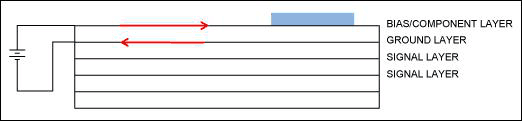 BIAS/COMPONENT LAYER
GROUND LAYER
SIGNAL LAYER
SIGNAL LAYER